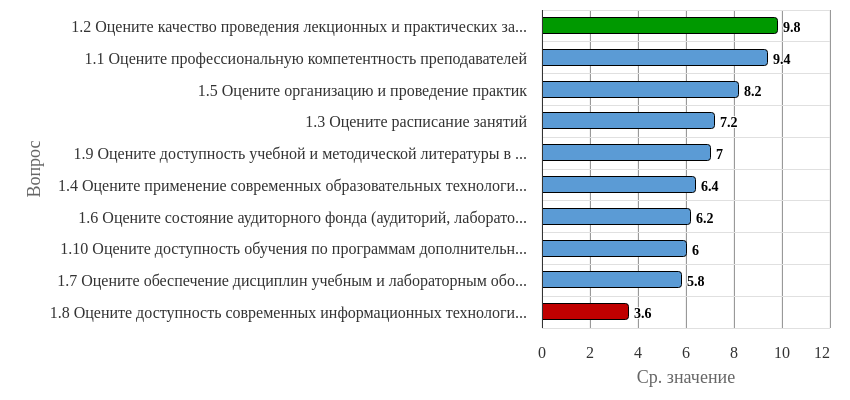 1.2 Оцените качество проведения лекционных и практических за... 9.8
1.1 Оцените профессиональную компетентность преподавателей 9.4
1.5 Оцените организацию и проведение практик 8.2
1.3 Оцените расписание занятий 7.2
1.9 Оцените доступность учебной и методической литературы в ... 7
1.4 Оцените применение современных образовательных технологи... 6.4
1.6 Оцените состояние аудиторного фонда (аудиторий, лаборато... 6.2
1.10 Оцените доступность обучения по программам дополнительн... 6
1.7 Оцените обеспечение дисциплин учебным и лабораторным обо... 5.8
1.8 Оцените доступность современных информационных технологи... 3.6
Вопрос
0 2 4 6 8 10 12
Ср. значение